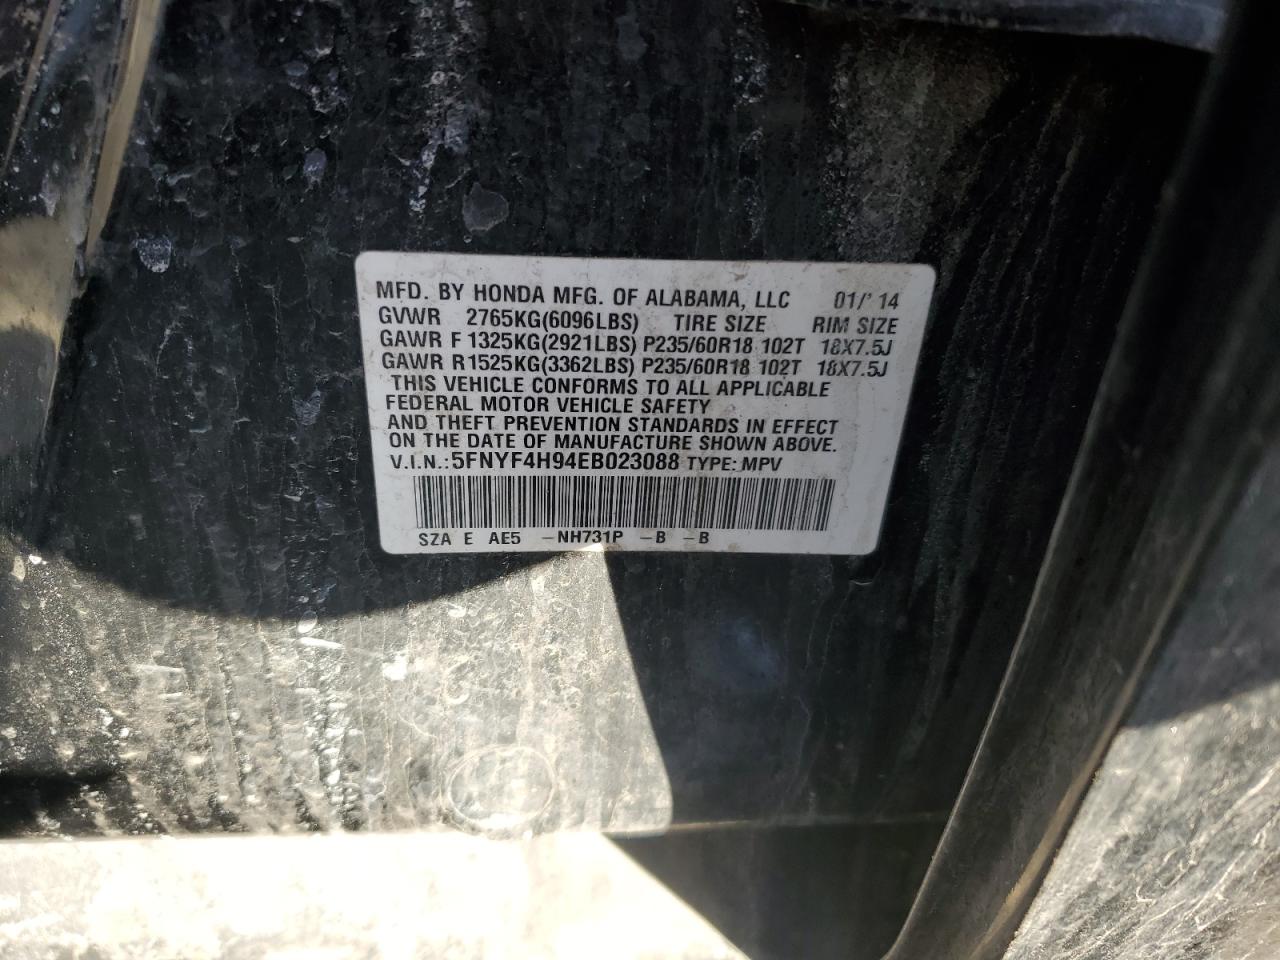 MFD. BY HONDA MFG. OF ALABAMA, LLC 01/'14
GVWR 2765KG(6096LBS) TIRE SIZE RIM SIZE
GAWR F 1325KG(2921LBS) P235/60R18 102T 18X7.5J
GAWR R1525KG(3362LBS) P235/60R18 102T 18X7.5J
THIS VEHICLE CONFORMS TO ALL APPLICABLE
FEDERAL MOTOR VEHICLE SAFETY
AND THEFT PREVENTION STANDARDS IN EFFECT
ON THE DATE OF MANUFACTURE SHOWN ABOVE.
V.I.N.:5FNYF4H94EB023088 TYPE: MPV
SZA E AE5 -NH731P -B -B